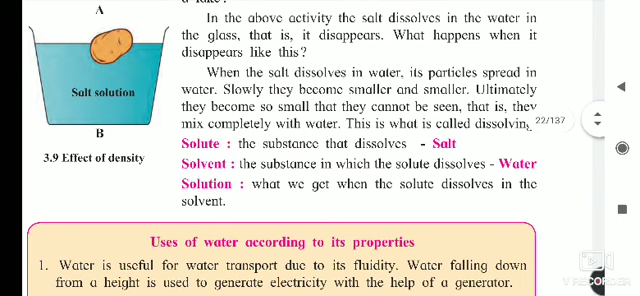 a lake?
A
Salt solution
B
3.9 Effect of density
In the above activity the salt dissolves in the water in
the glass, that is, it disappears. What happens when it
disappears like this?
When the salt dissolves in water, its particles spread in
water. Slowly they become smaller and smaller. Ultimately
they become so small that they cannot be seen, that is, they
mix completely with water. This is what is called dissolvin
22/137
Solute : the substance that dissolves - Salt
Solvent : the substance in which the solute dissolves - Water
Solution : what we get when the solute dissolves in the
solvent.
Uses of water according to its properties
1. Water is useful for water transport due to its fluidity. Water falling down
from a height is used to generate electricity with the help of a generator.
V RECORDER